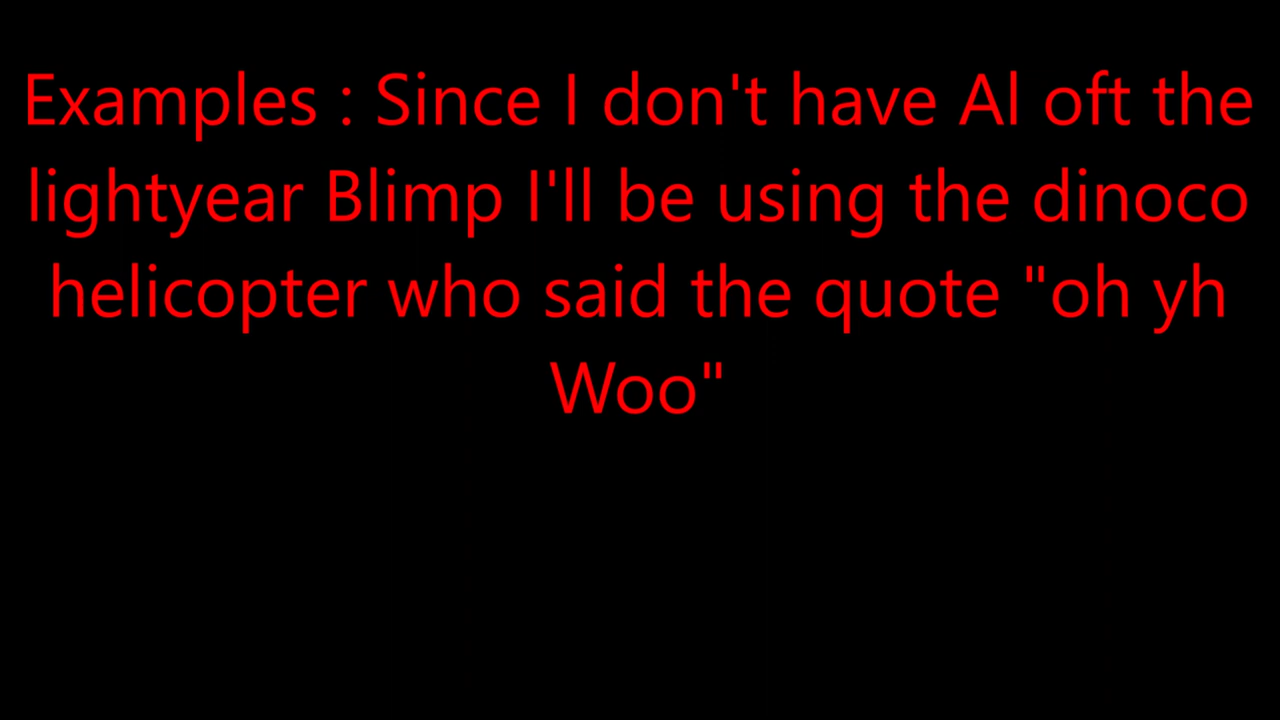 Examples : Since I don't have Al oft the
lightyear Blimp I'll be using the dinoco
helicopter who said the quote "oh yh
Woo"